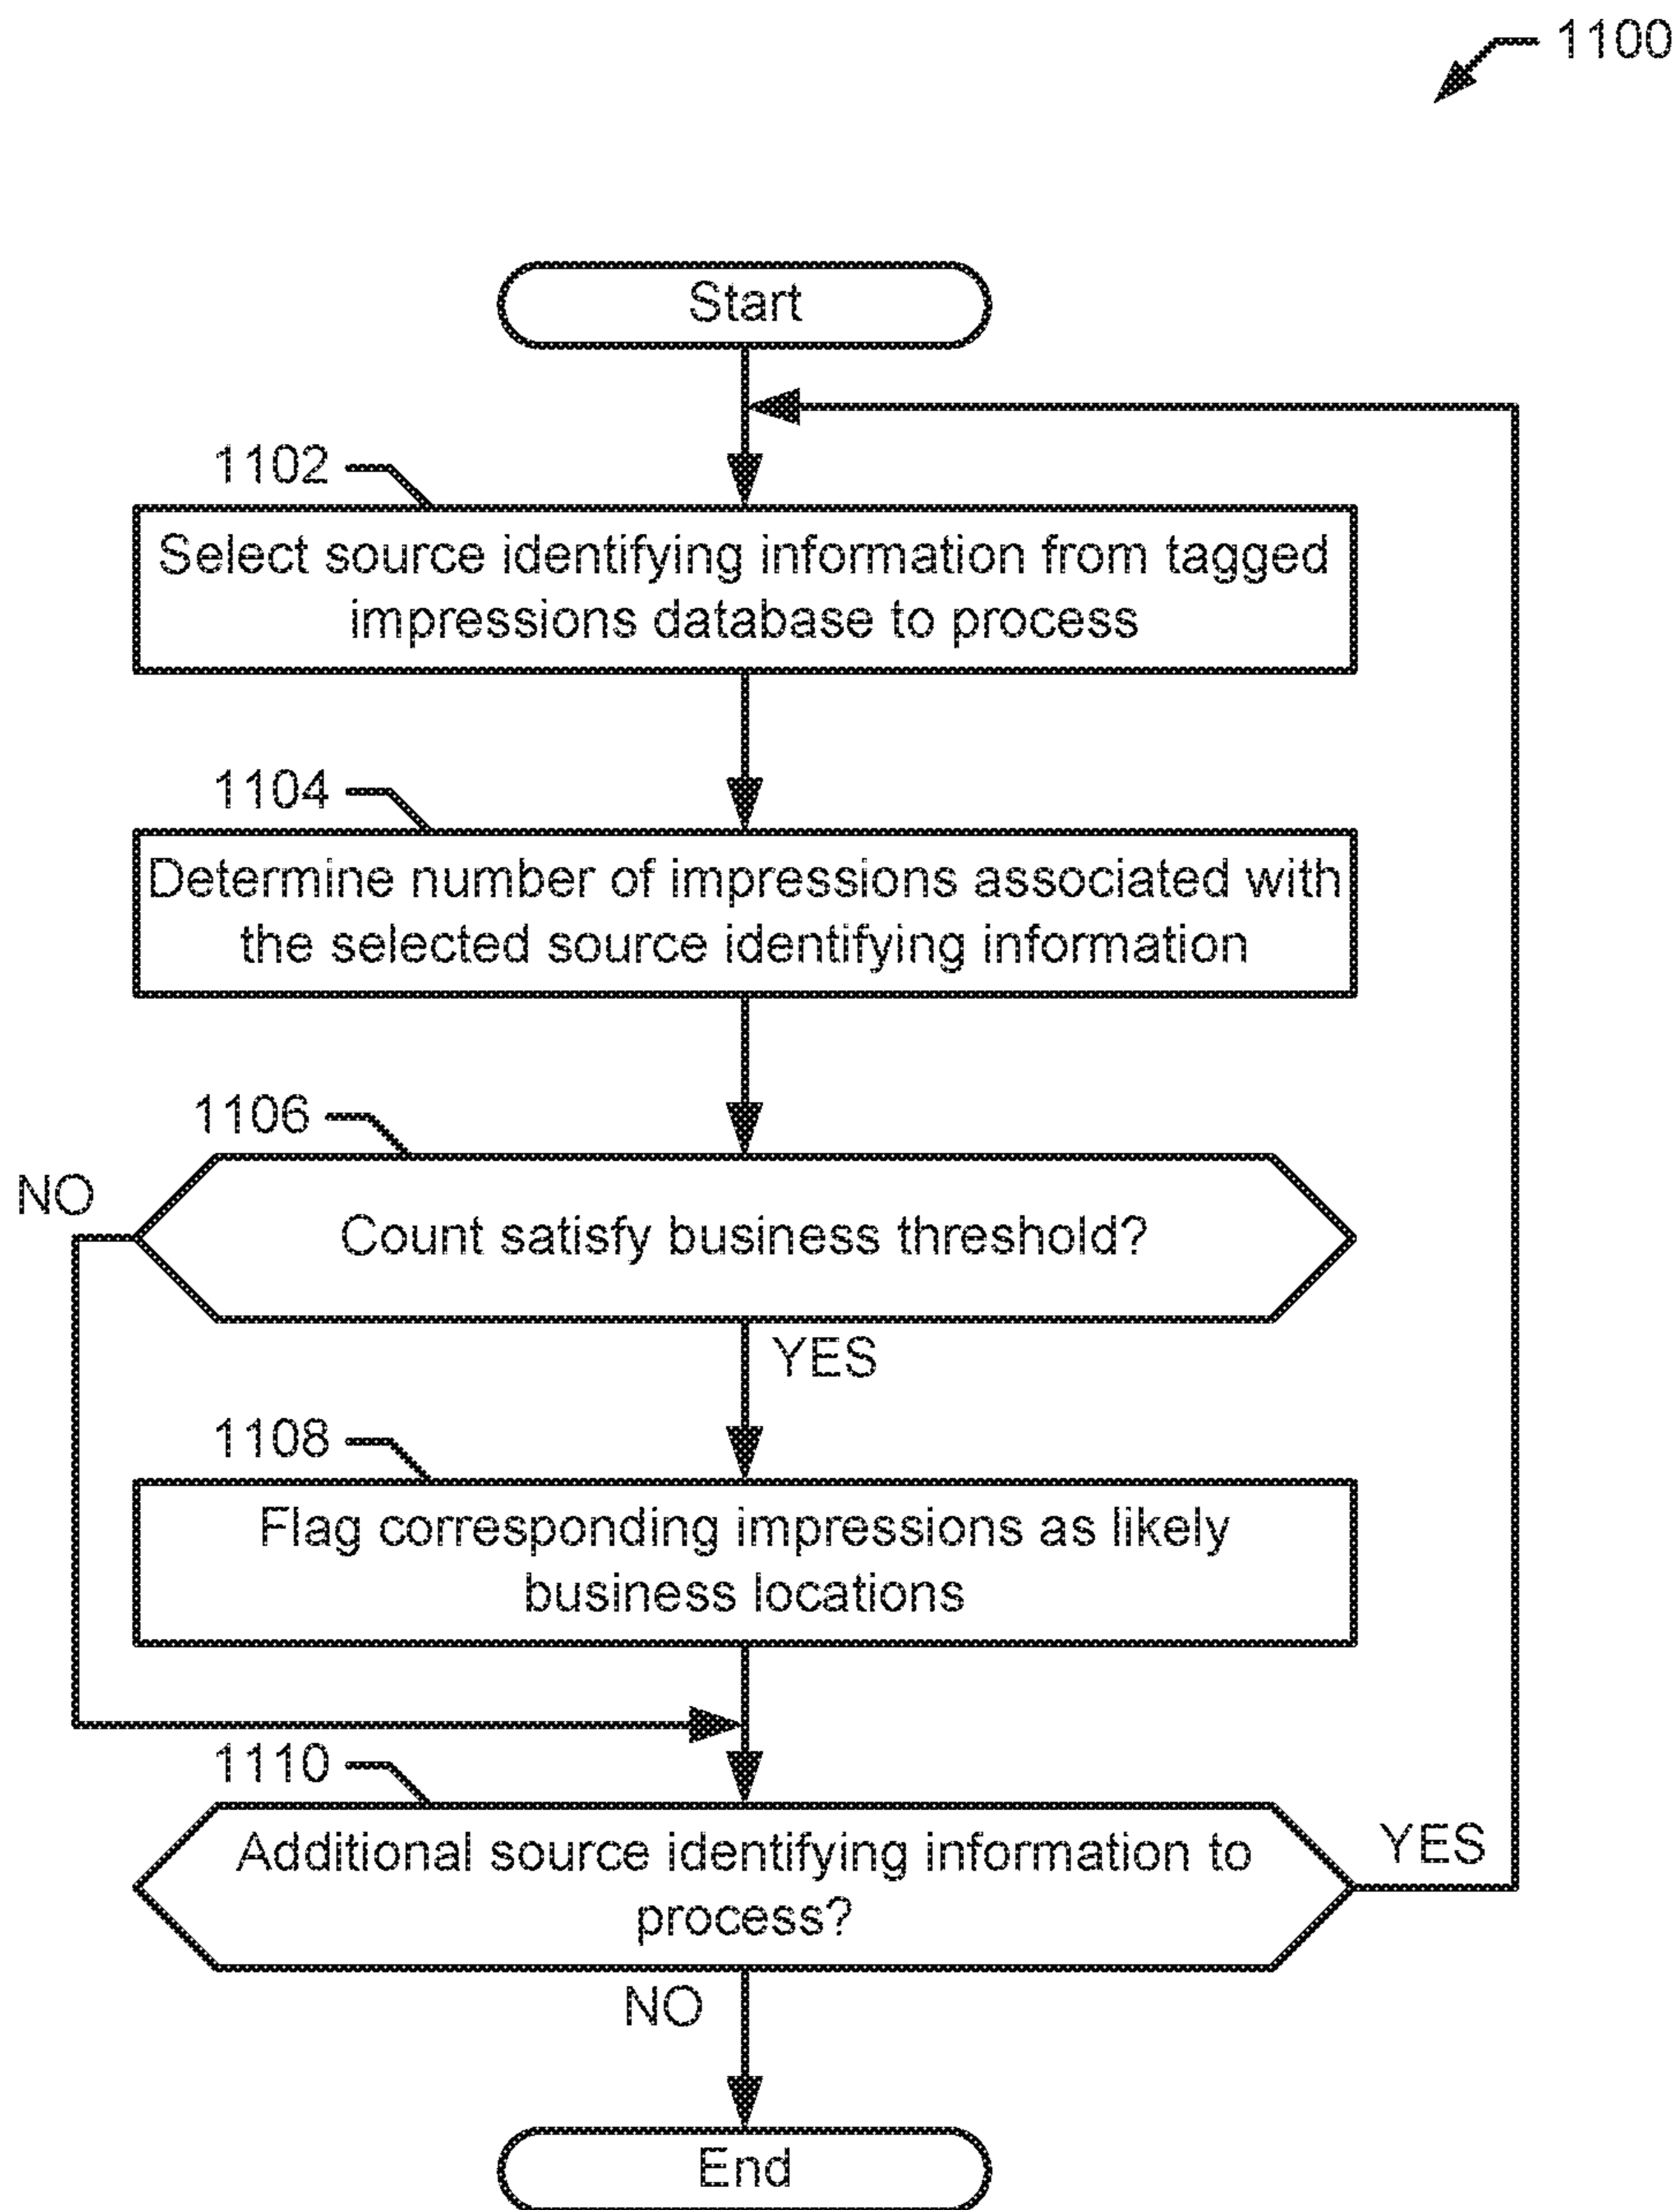 1100
Start
1102
Select source identifying information from tagged
impressions database to process
1104
Determine number of impressions associated with
the selected source identifying information
1106
NO
Count satisfy business threshold?
YES
1108
Flag corresponding impressions as likely
business locations
1110
Additional source identifying information to
process?
YES
NO
End